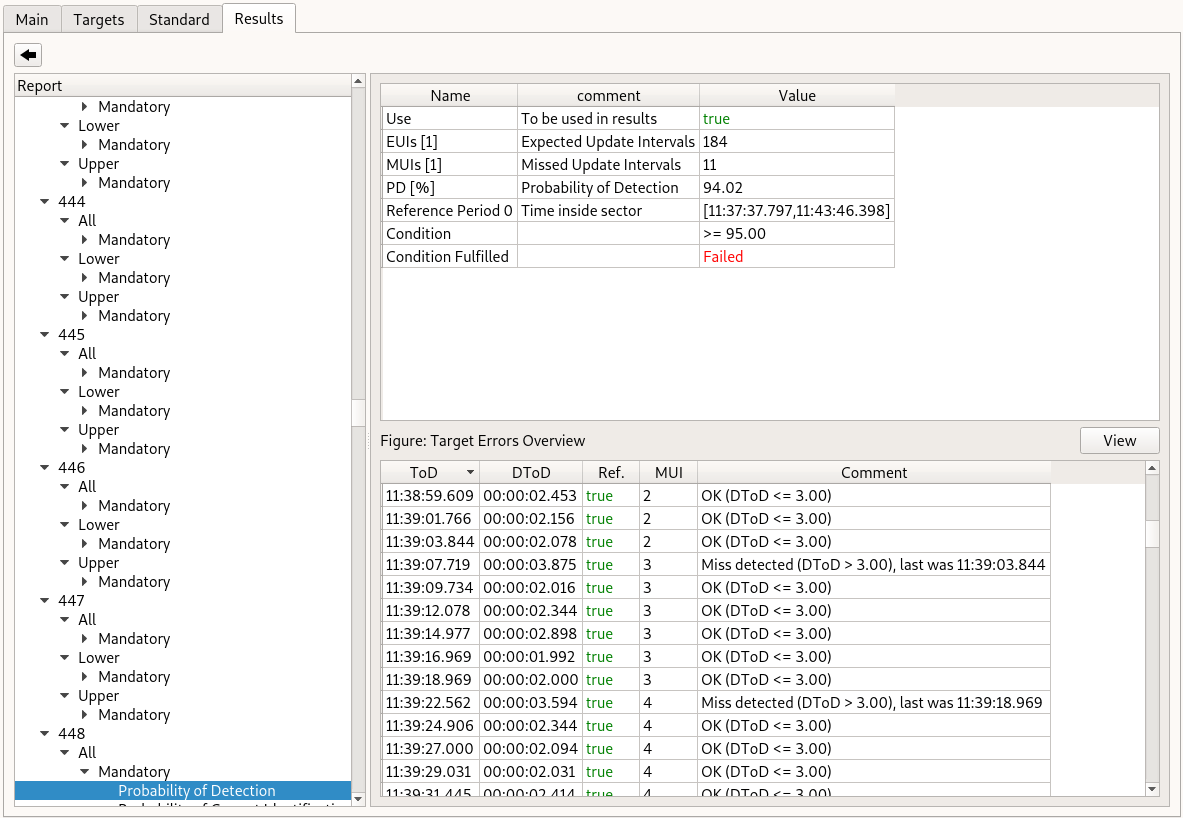 Main Targets Standard Results
Report
Mandatory
Lower
Mandatory
Upper
Mandatory
444
All
Mandatory
Lower
Mandatory
Upper
Mandatory
445
All
Mandatory
Lower
Mandatory
Upper
Mandatory
446
All
Mandatory
Lower
Mandatory
Upper
Mandatory
447
All
Mandatory
Lower
Mandatory
Upper
Mandatory
448
All
Mandatory
Probability of Detection
Name comment Value
Use To be used in results true
EUIs [1] Expected Update Intervals 184
MUIs [1] Missed Update Intervals 11
PD [%] Probability of Detection 94.02
Reference Period 0 Time inside sector [11:37:37.797,11:43:46.398]
Condition >= 95.00
Condition Fulfilled Failed
Figure: Target Errors Overview View
ToD DToD Ref. MUI Comment
11:38:59.609 00:00:02.453 true 2 OK (DToD <= 3.00)
11:39:01.766 00:00:02.156 true 2 OK (DToD <= 3.00)
11:39:03.844 00:00:02.078 true 2 OK (DToD <= 3.00)
11:39:07.719 00:00:03.875 true 3 Miss detected (DToD > 3.00), last was 11:39:03.844
11:39:09.734 00:00:02.016 true 3 OK (DToD <= 3.00)
11:39:12.078 00:00:02.344 true 3 OK (DToD <= 3.00)
11:39:14.977 00:00:02.898 true 3 OK (DToD <= 3.00)
11:39:16.969 00:00:01.992 true 3 OK (DToD <= 3.00)
11:39:18.969 00:00:02.000 true 3 OK (DToD <= 3.00)
11:39:22.562 00:00:03.594 true 4 Miss detected (DToD > 3.00), last was 11:39:18.969
11:39:24.906 00:00:02.344 true 4 OK (DToD <= 3.00)
11:39:27.000 00:00:02.094 true 4 OK (DToD <= 3.00)
11:39:29.031 00:00:02.031 true 4 OK (DToD <= 3.00)
11:39:31.445 00:00:02.414 true 4 OK (DToD <= 3.00)